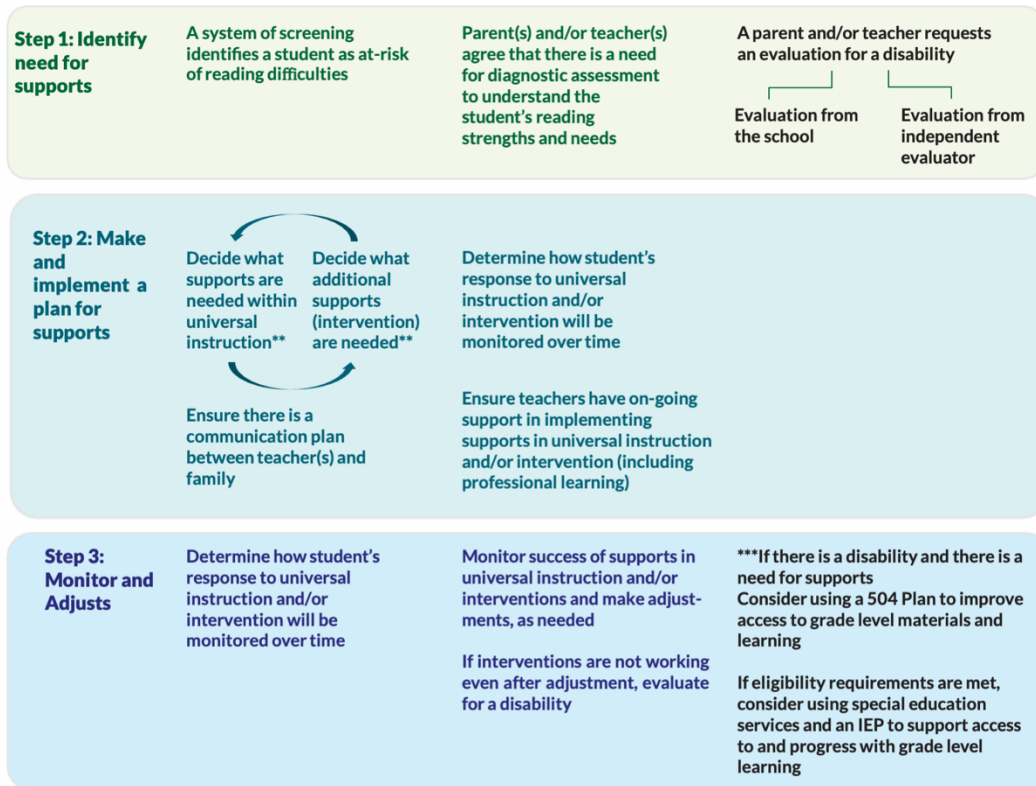 Step 1: Identify
need for
supports
A system of screening
identifies a student as at-risk
of reading difficulties
Parent(s) and/or teacher(s)
agree that there is a need
for diagnostic assessment
to understand the
student's reading
strengths and needs
A parent and/or teacher requests
an evaluation for a disability
Evaluation from
the school
Evaluation from
independent
evaluator
Step 2: Make
and
implement a
plan for
supports
Decide what
supports are
needed within
universal
instruction**
Decide what
additional
supports
(intervention)
are needed**
Ensure there is a
communication plan
between teacher(s) and
family
Determine how student's
response to universal
instruction and/or
intervention will be
monitored over time
Ensure teachers have on-going
support in implementing
supports in universal instruction
and/or intervention (including
professional learning)
Step 3:
Monitor and
Adjusts
Determine how student's
response to universal
instruction and/or
intervention will be
monitored over time
Monitor success of supports in
universal instruction and/or
interventions and make adjust-
ments, as needed
If interventions are not working
even after adjustment, evaluate
for a disability
***If there is a disability and there is a
need for supports
Consider using a 504 Plan to improve
access to grade level materials and
learning
If eligibility requirements are met,
consider using special education
services and an IEP to support access
to and progress with grade level
learning